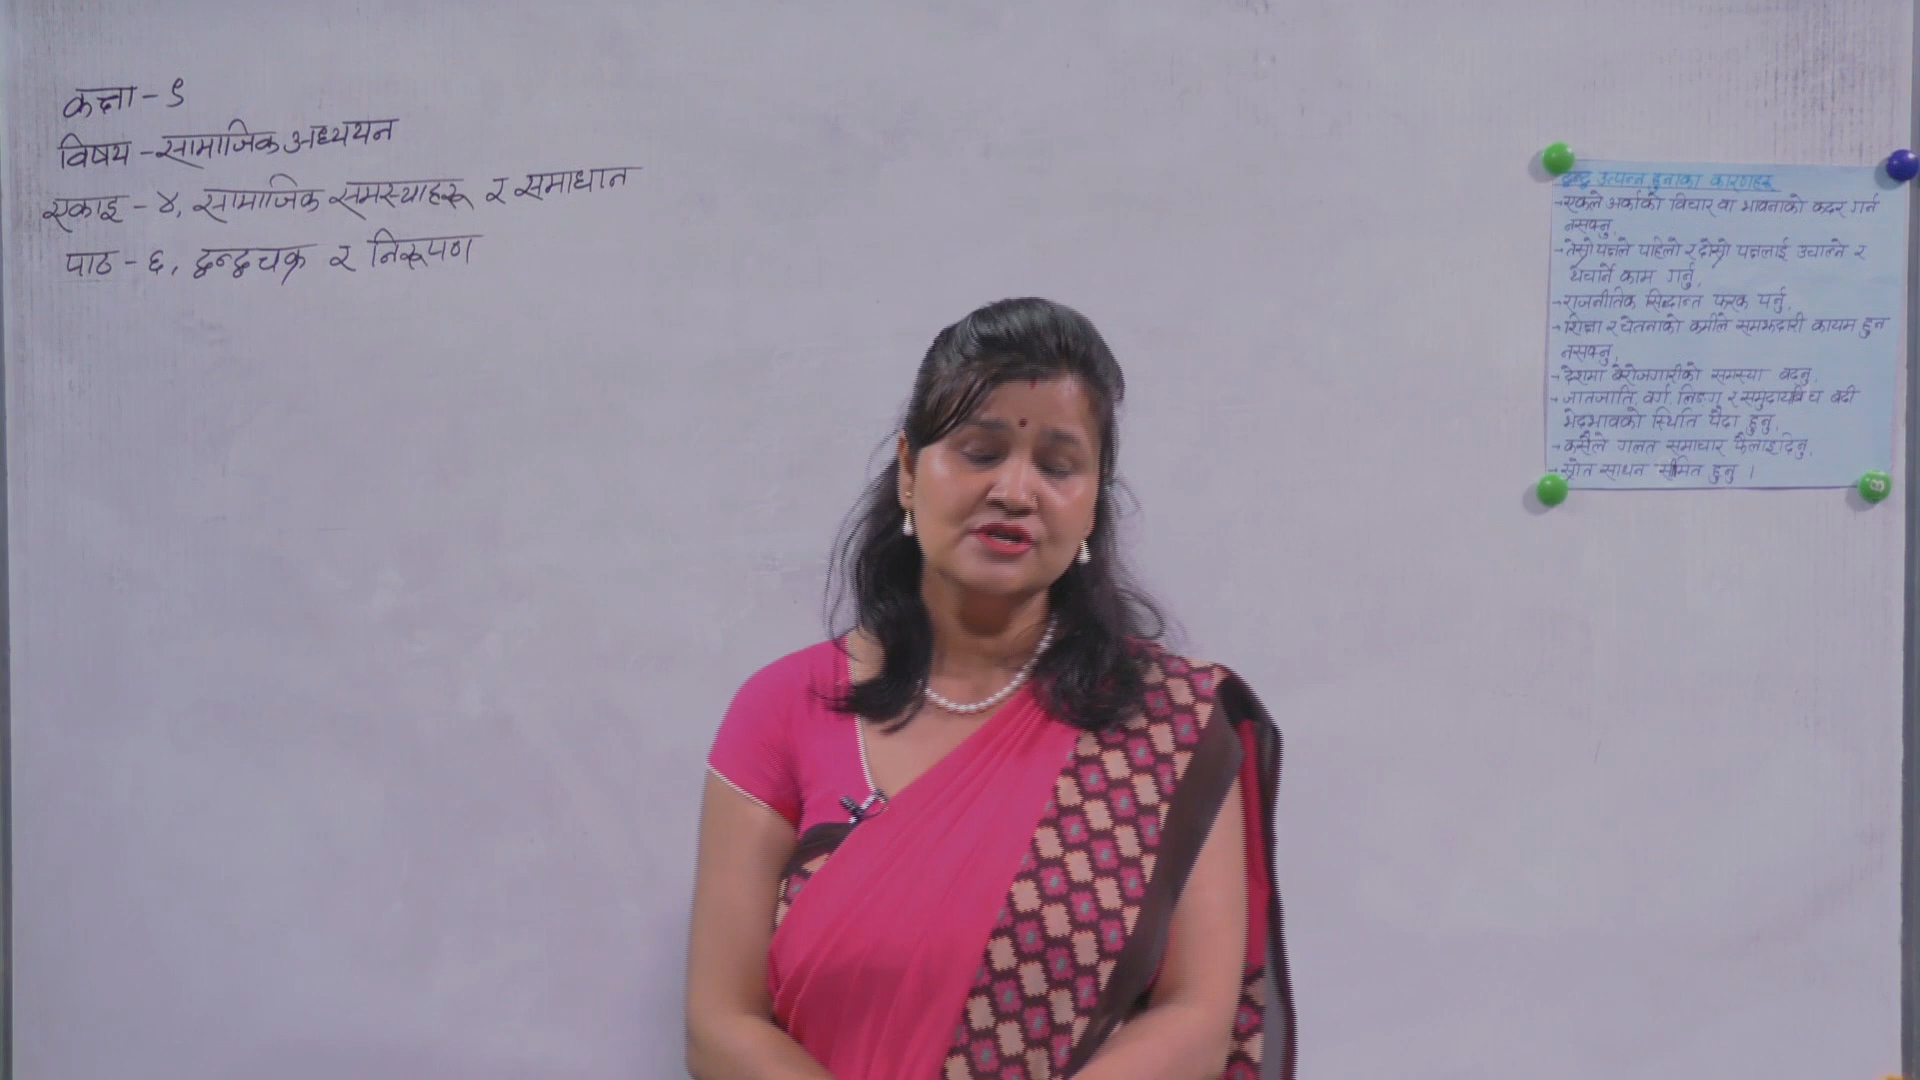 कक्षा - ९
विषय - सामाजिक अध्ययन
एकाइ - ४, सामाजिक समस्याहरू र समाधान
पाठ - ६, द्वन्द्वचक्र र निरूपण
द्वन्द्व उत्पन्न हुनाका कारणहरू
→ एकले अर्काको विचार वा भावनाको कदर गर्न
नसक्नु,
→ तेस्रो पक्षले पहिलो र दोस्रो पक्षलाई उचाल्ने र
थेचार्ने काम गर्नु,
→ राजनीतिक सिद्धान्त फरक पर्नु,
→ शिक्षा र चेतनाको कमीले समझदारी कायम हुन
नसक्नु,
→ देशमा बेरोजगारीको समस्या बढ्नु,
→ जातजाति, वर्ग, लिङ्ग र समुदायबिच बढी
भेदभावको स्थिति पैदा हुनु,
→ कसैले गलत समाचार फैलाइदिनु,
→ स्रोत साधन सीमित हुनु ।